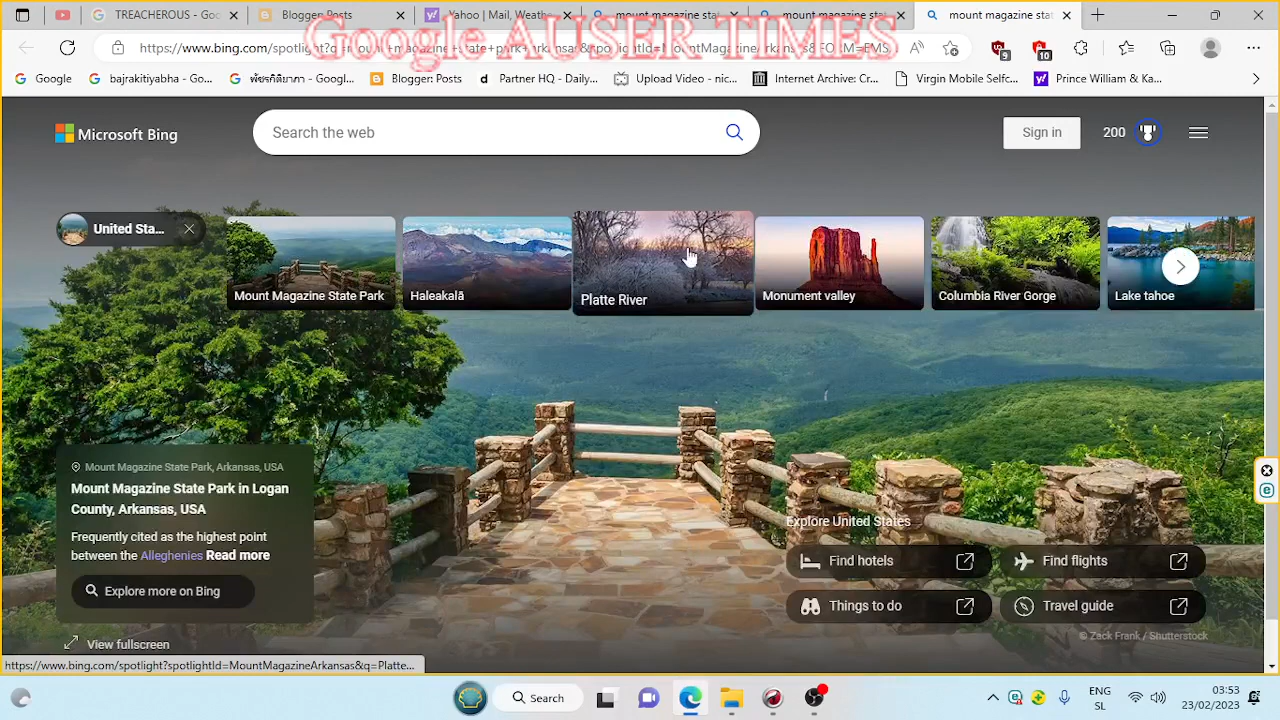 TREACHEROUS - Goo
Blogger Posts
Yahoo | Mail, Weath
mount magazine sta
mount magazine sta
mount magazine stat
Google AUSER TIMES
Google
bajrakitiyabha - Go...
Blogger: Posts
Partner HQ - Daily...
Upload Video - nic...
Internet Archive: Cr...
Virgin Mobile Selfc...
Prince William & Ka...
9
10
Microsoft Bing
Search the web
Sign in
200
United Sta...
Mount Magazine State Park
Haleakalā
Platte River
Monument valley
Columbia River Gorge
Lake tahoe
Mount Magazine State Park, Arkansas, USA
Mount Magazine State Park in Logan
County, Arkansas, USA
Frequently cited as the highest point
between the Alleghenies Read more
Explore more on Bing
View fullscreen
Explore United States
Find hotels
Find flights
Things to do
Travel guide
© Zack Frank / Shutterstock
https://www.bing.com/spotlight?spotlightId=MountMagazineArkansas&q=Platte...
Search
ENG
SL
03:53
23/02/2023